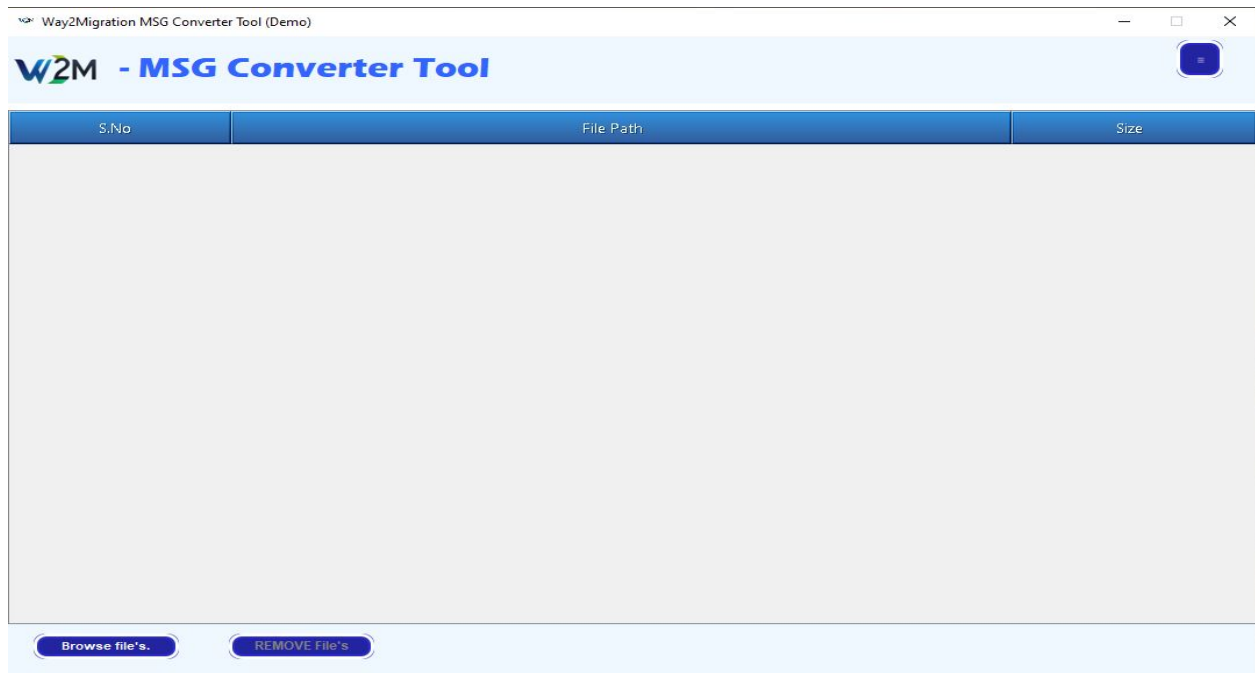 Way2Migration MSG Converter Tool (Demo)
W2M - MSG Converter Tool
S.No File Path Size
Browse file's. REMOVE File's